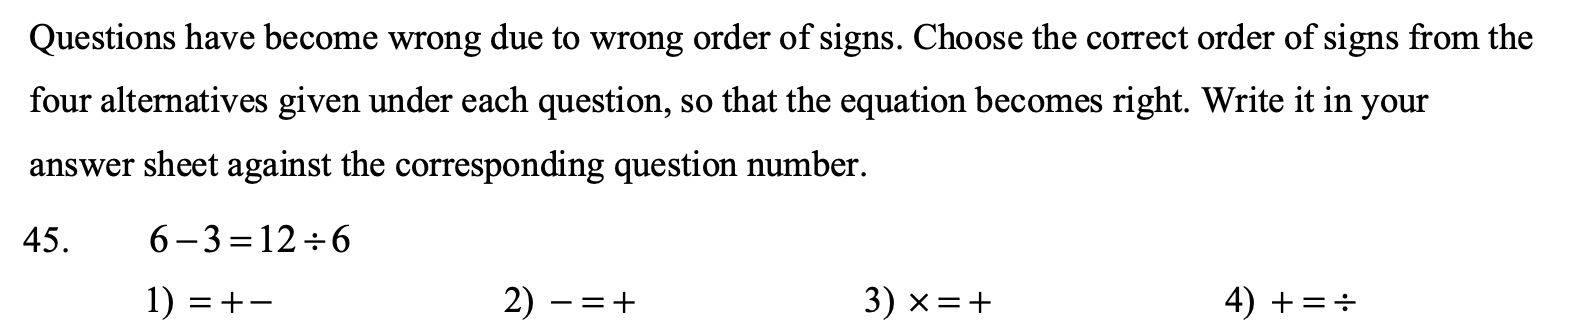 Questions have become wrong due to wrong order of signs. Choose the correct order of signs from the
four alternatives given under each question, so that the equation becomes right. Write it in your
answer sheet against the corresponding question number.
45. 6 − 3 = 12 ÷ 6
1) = + − 2) − = + 3) × = + 4) + = ÷